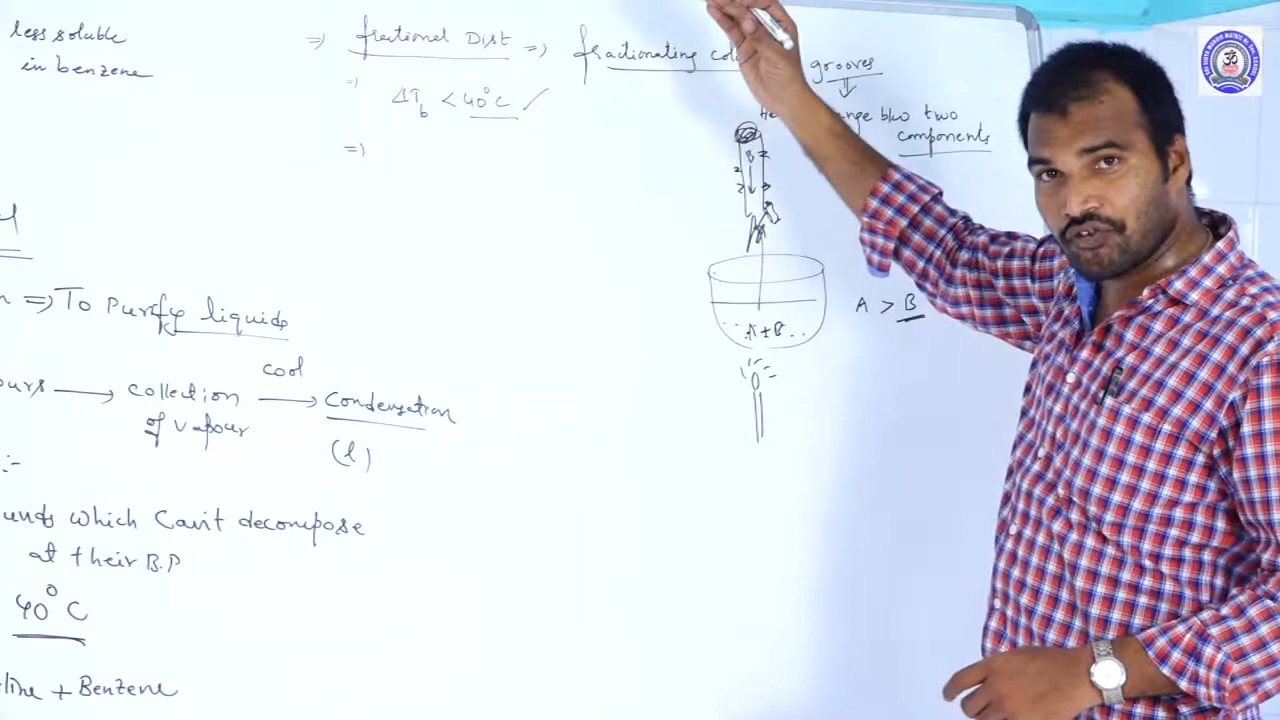 less soluble
in benzene
⇒ fractional Dist ⇒ fractionating
grooves
⇒ ΔTb < 40°C ✓
⇒
b/w two
components
⇒ To Purify liquids
cool
collection → Condensation
of vapour
(l)
which Can't decompose
at their B.P
40°C
+ Benzene
A+B
A > B